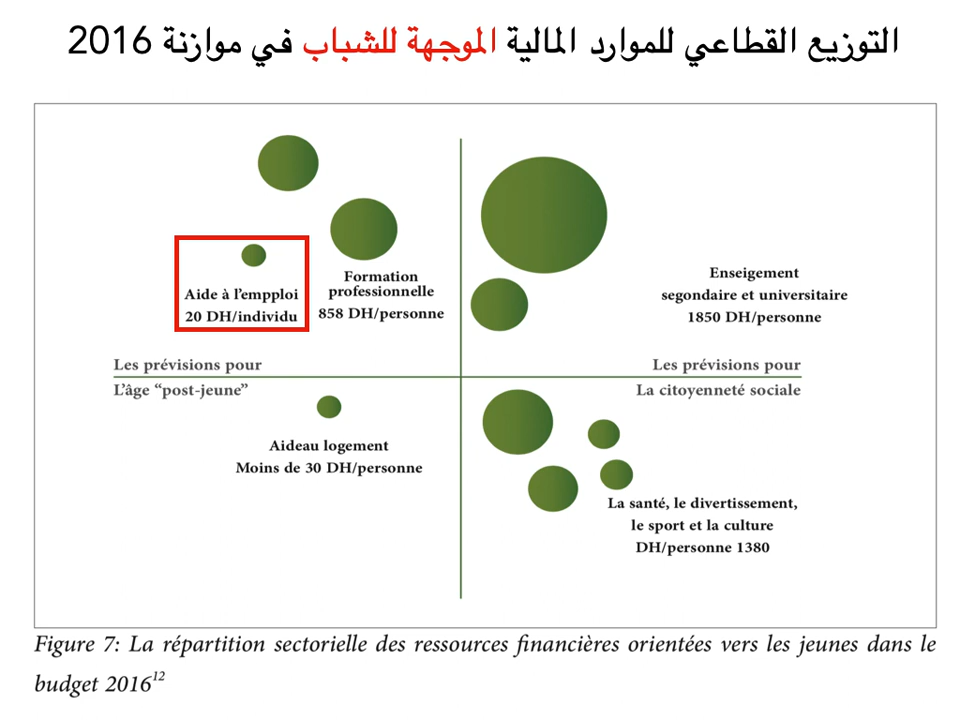 التوزيع القطاعي للموارد المالية الموجهة للشباب في موازنة 2016
Aide à l’empploi
20 DH/individu
Formation
professionnelle
858 DH/personne
Enseigement
segondaire et universitaire
1850 DH/personne
Les prévisions pour
L’âge “post-jeune”
Les prévisions pour
La citoyenneté sociale
Aideau logement
Moins de 30 DH/personne
La santé, le divertissement,
le sport et la culture
DH/personne 1380
Figure 7: La répartition sectorielle des ressources financières orientées vers les jeunes dans le
budget 2016¹²